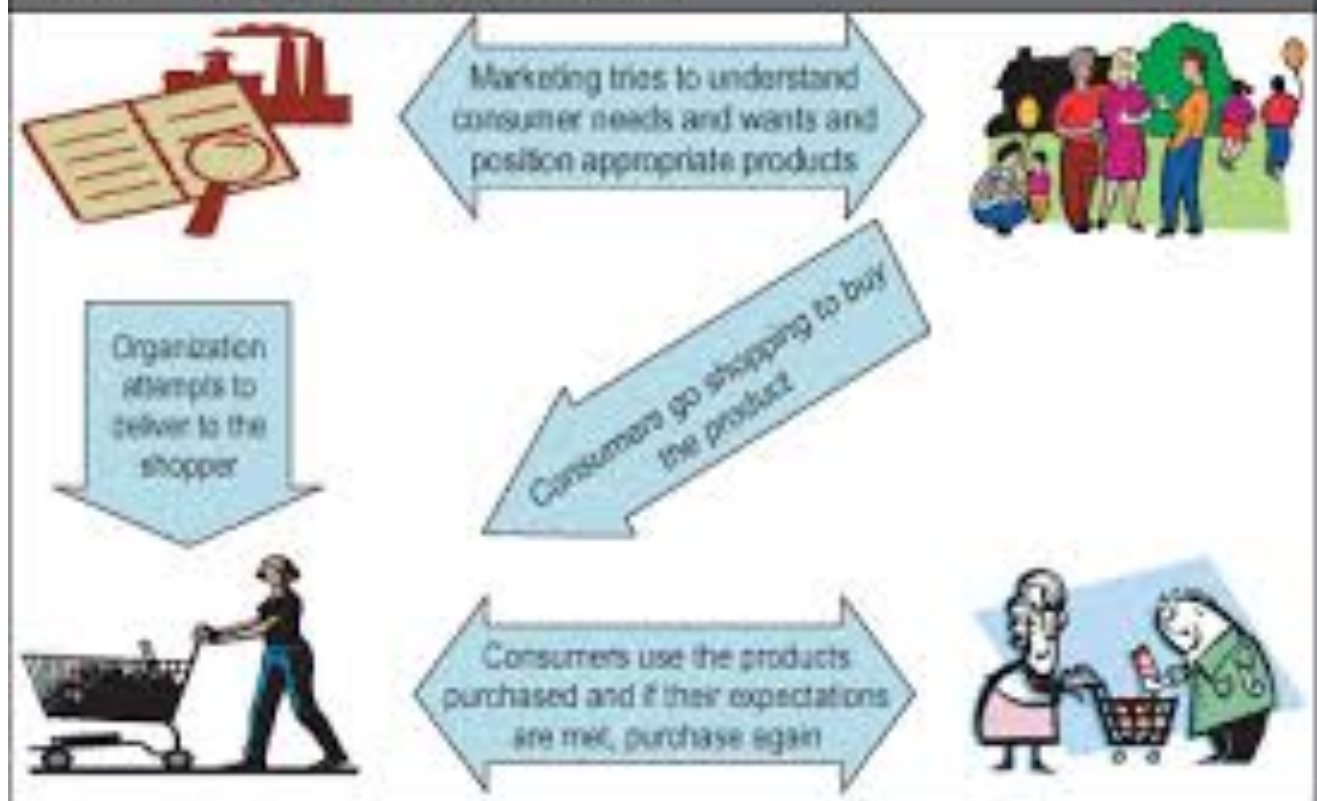 Marketing tries to understand
consumer needs and wants and
position appropriate products
Organization
attempts to
deliver to the
shopper
Consumers go shopping to buy
the product
Consumers use the products
purchased and if their expectations
are met, purchase again